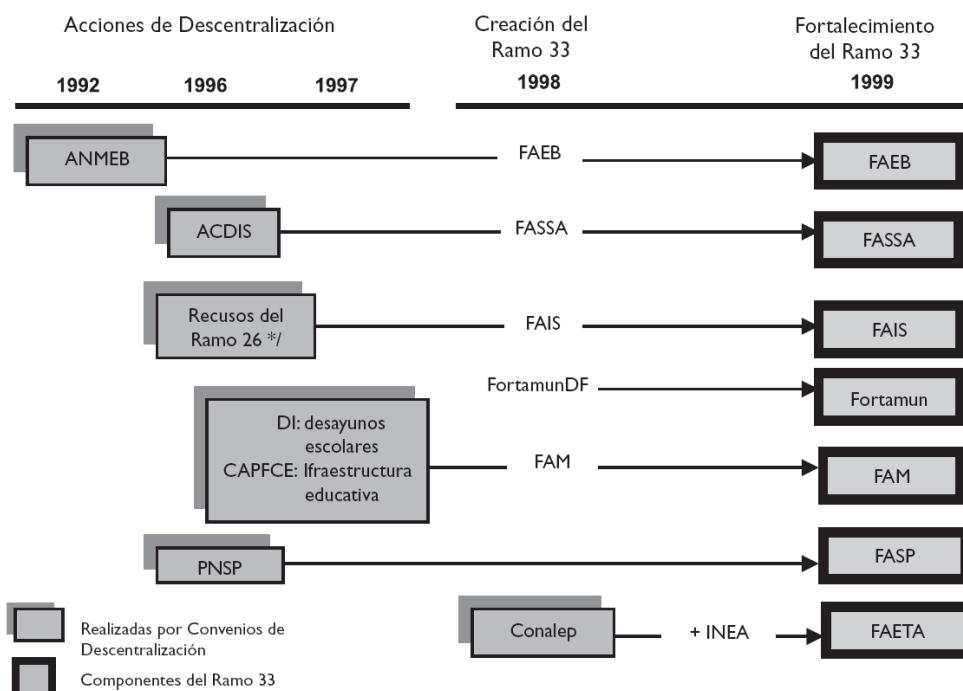 Acciones de Descentralización
Creación del
Ramo 33
Fortalecimiento
del Ramo 33
1992
1996
1997
1998
1999
ANMEB
FAEB
FAEB
ACDIS
FASSA
FASSA
Recusos del
Ramo 26 */
FAIS
FAIS
FortamunDF
Fortamun
DI: desayunos
escolares
CAPFCE: Ifraestructura
educativa
FAM
FAM
PNSP
FASP
Conalep
+ INEA
FAETA
Realizadas por Convenios de
Descentralización
Componentes del Ramo 33